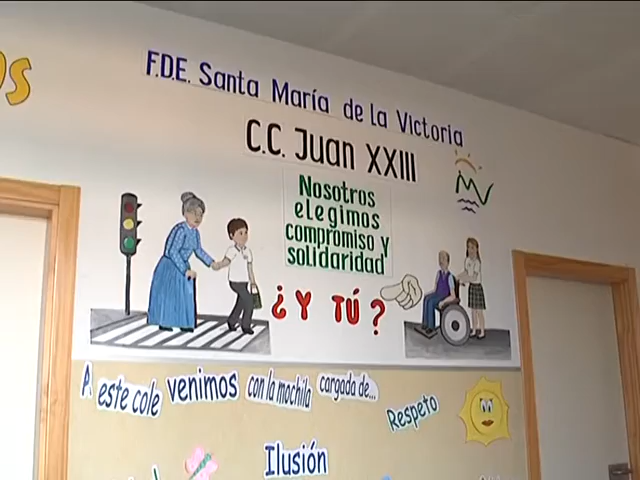 F.D.E. Santa María de la Victoria
C.C. Juan XXIII
Nosotros
elegimos
compromiso y
solidaridad
¿Y TÚ?
A este cole venimos con la mochila cargada de...
Respeto
Ilusión